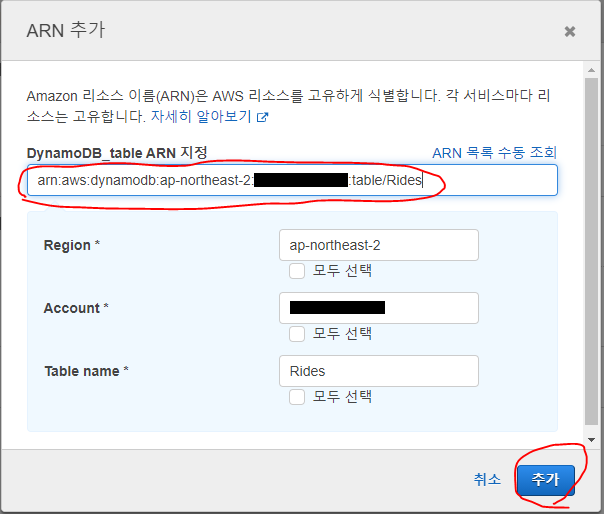 ARN 추가
Amazon 리소스 이름(ARN)은 AWS 리소스를 고유하게 식별합니다. 각 서비스마다 리
소스는 고유합니다. 자세히 알아보기
DynamoDB_table ARN 지정 ARN 목록 수동 조회
arn:aws:dynamodb:ap-northeast-2: :table/Rides
Region * ap-northeast-2
모두 선택
Account *
모두 선택
Table name * Rides
모두 선택
취소 추가